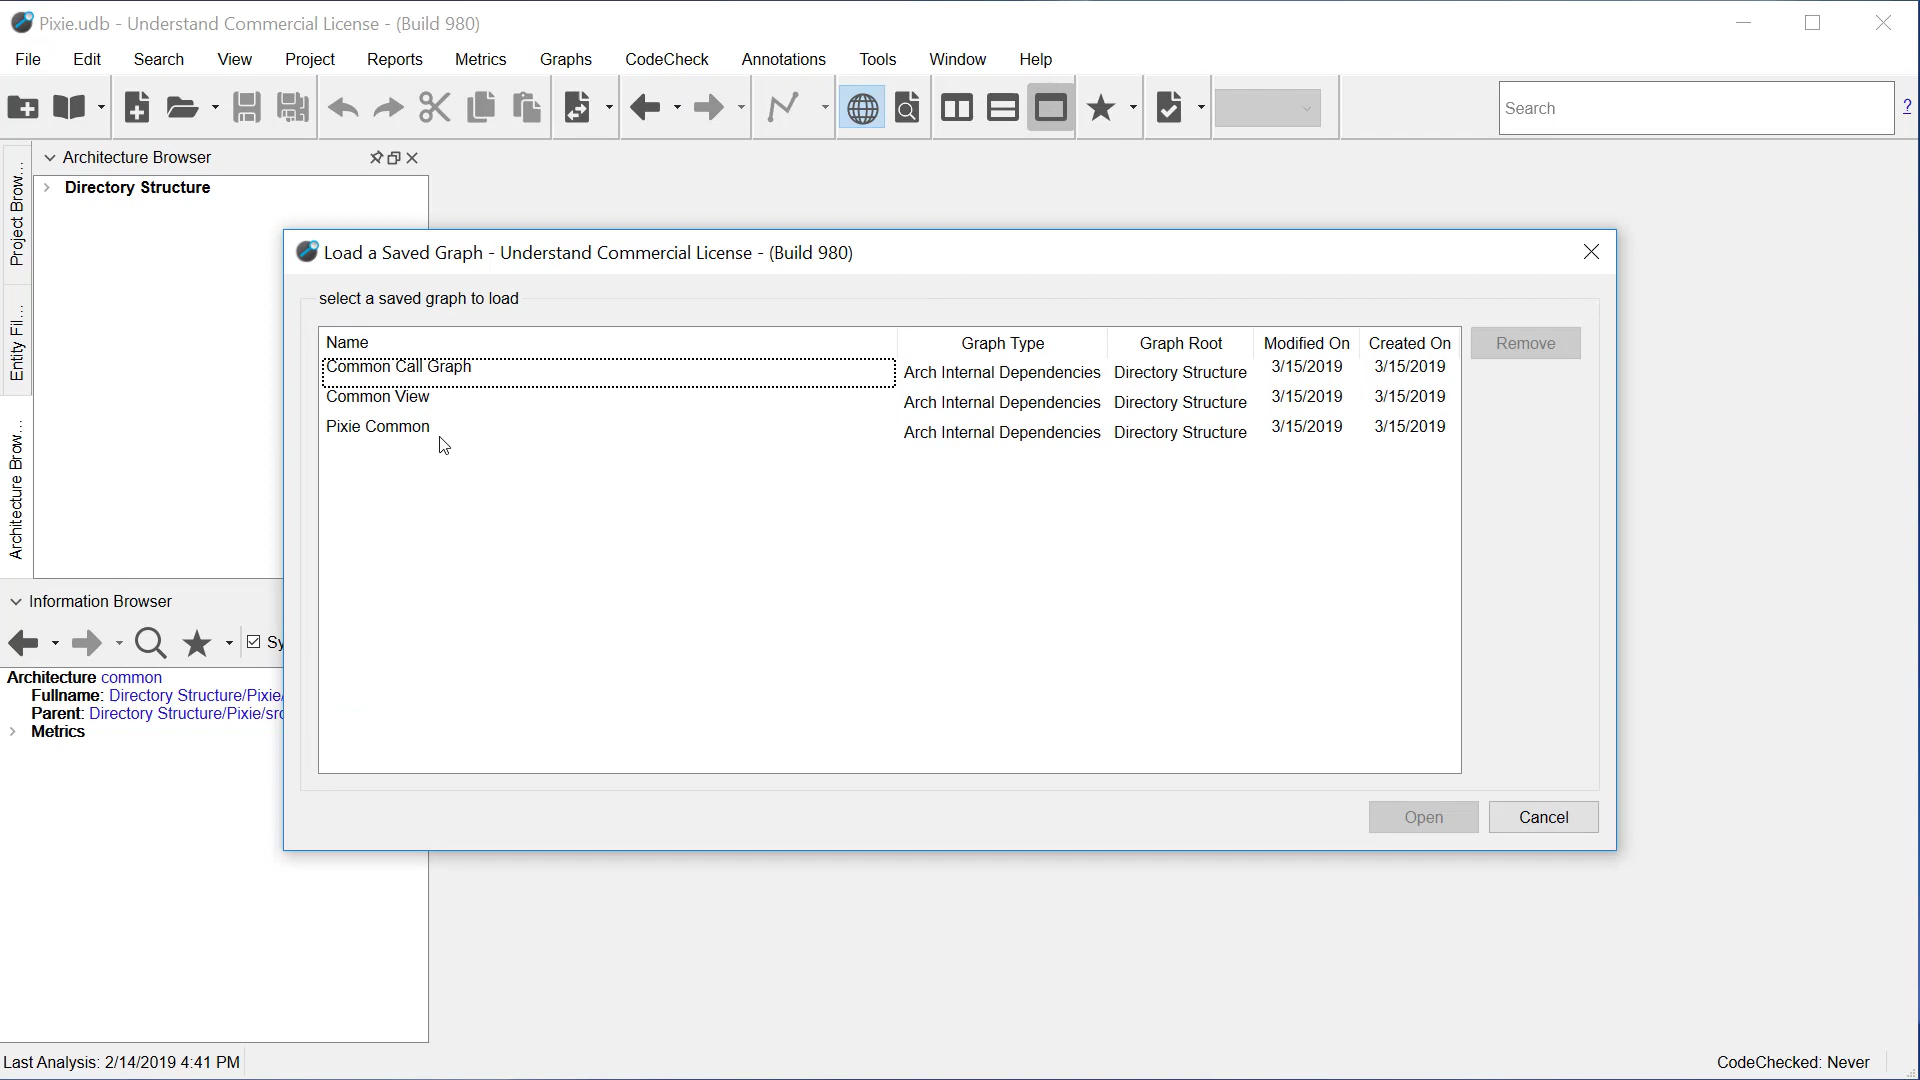 Pixie.udb - Understand Commercial License - (Build 980)
File Edit Search View Project Reports Metrics Graphs CodeCheck Annotations Tools Window Help
Search
?
Project Brow...
Entity Fil...
Architecture Brow...
Architecture Browser
Directory Structure
Load a Saved Graph - Understand Commercial License - (Build 980)
select a saved graph to load
Name Graph Type Graph Root Modified On Created On
Common Call Graph Arch Internal Dependencies Directory Structure 3/15/2019 3/15/2019
Common View Arch Internal Dependencies Directory Structure 3/15/2019 3/15/2019
Pixie Common Arch Internal Dependencies Directory Structure 3/15/2019 3/15/2019
Remove
Open Cancel
Information Browser
Sy
Architecture common
Fullname: Directory Structure/Pixie/
Parent: Directory Structure/Pixie/src
Metrics
Last Analysis: 2/14/2019 4:41 PM
CodeChecked: Never